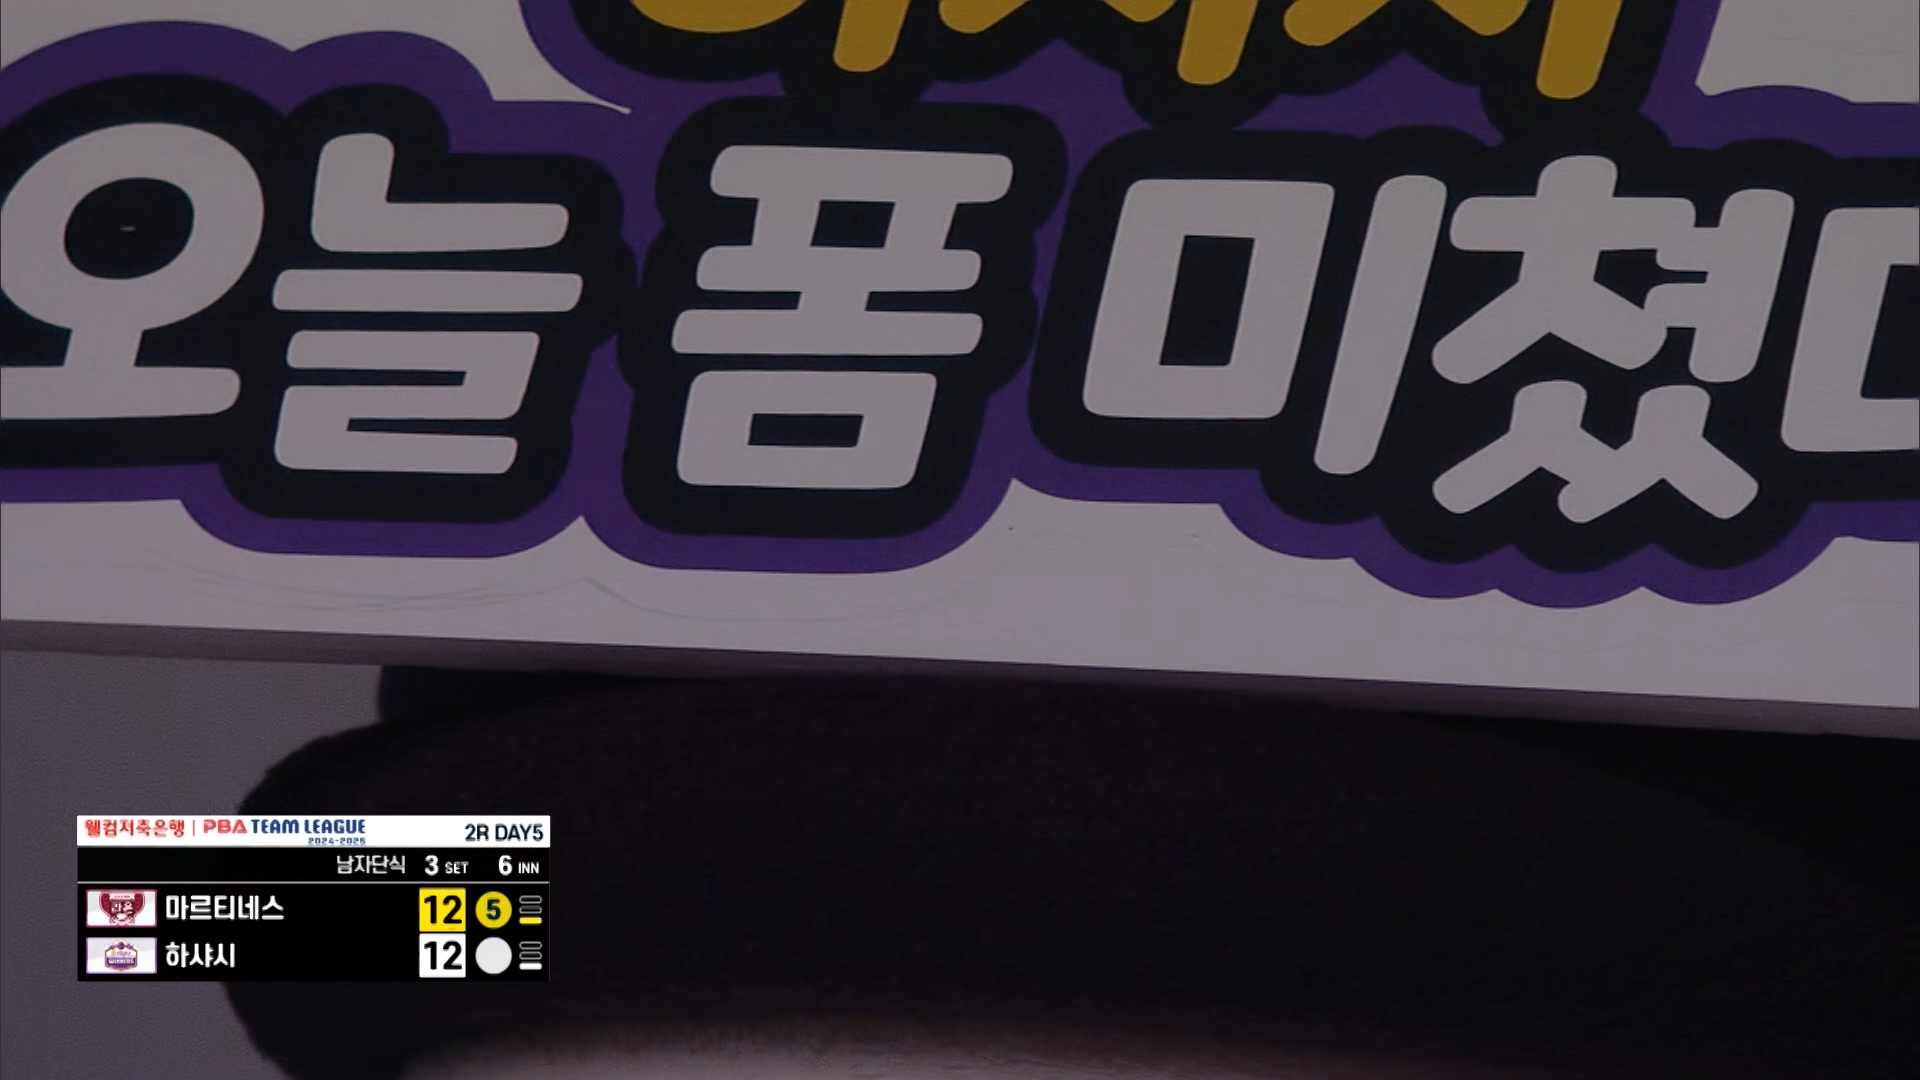 오늘 폼 미쳤다
웰컴저축은행 | PBA TEAM LEAGUE 2024-2025 2R DAY5
남자단식 3 SET 6 INN
마르티네스 12 5
하샤시 12